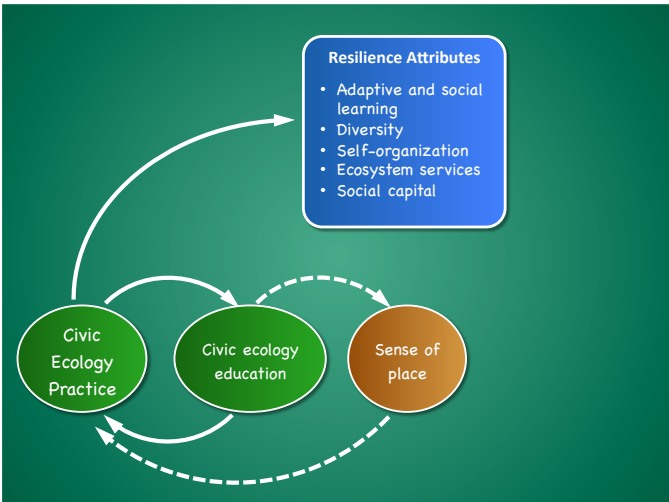 Resilience Attributes
• Adaptive and social
learning
• Diversity
• Self-organization
• Ecosystem services
• Social capital
Civic
Ecology
Practice
Civic ecology
education
Sense of
place